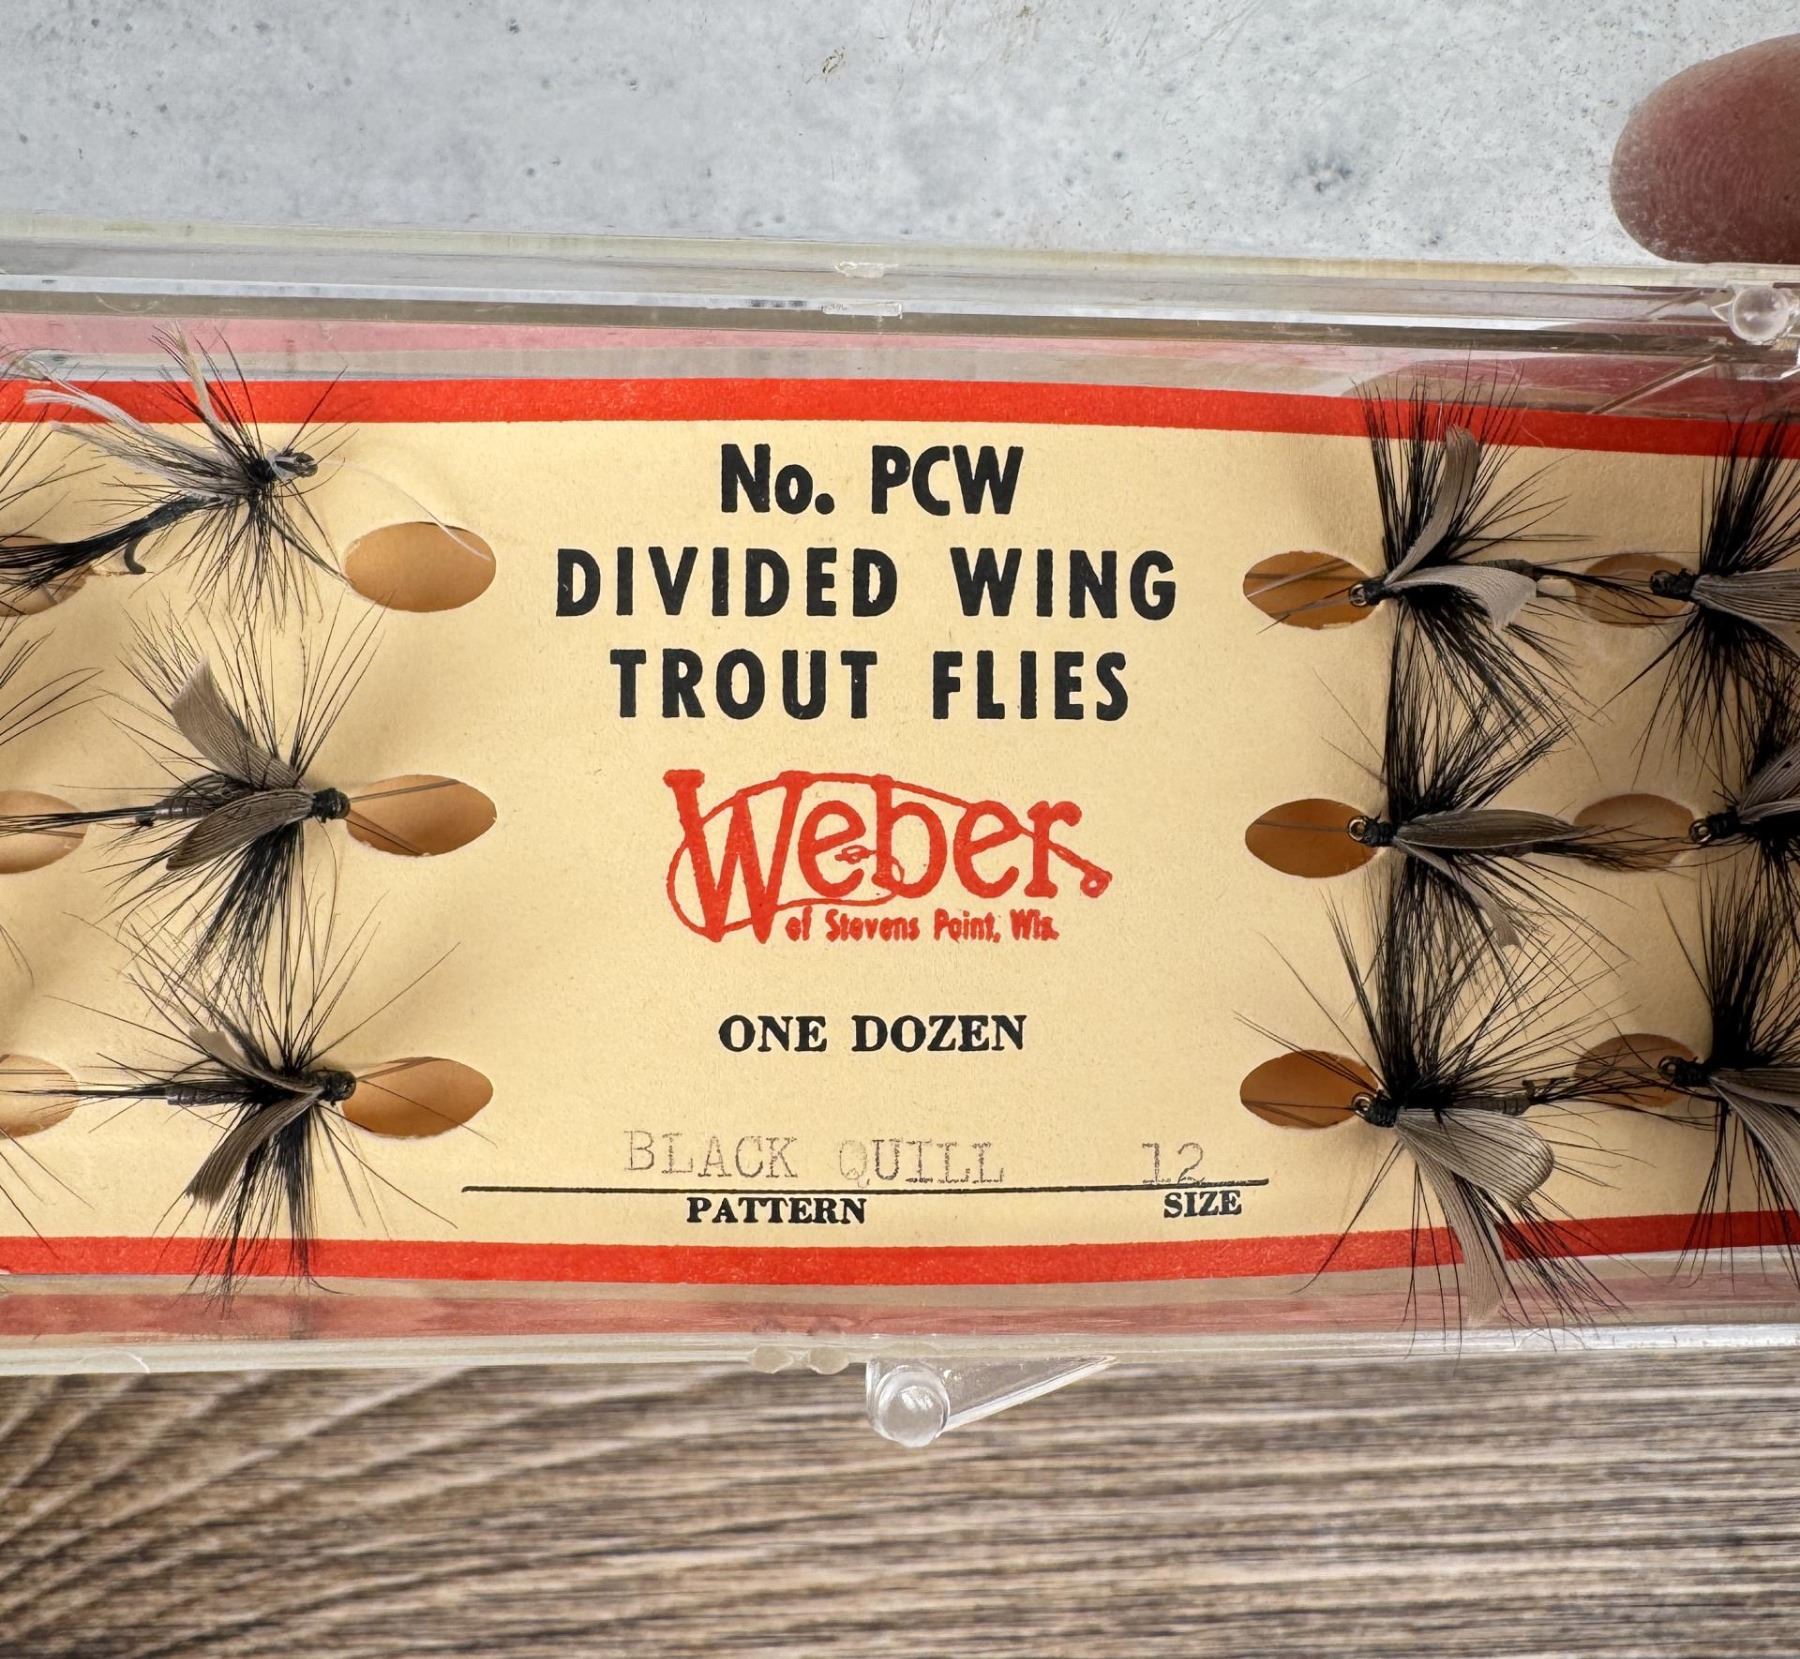 No. PCW
DIVIDED WING
TROUT FLIES
Weber
of Stevens Point, Wis.
ONE DOZEN
BLACK QUILL 12
PATTERN SIZE